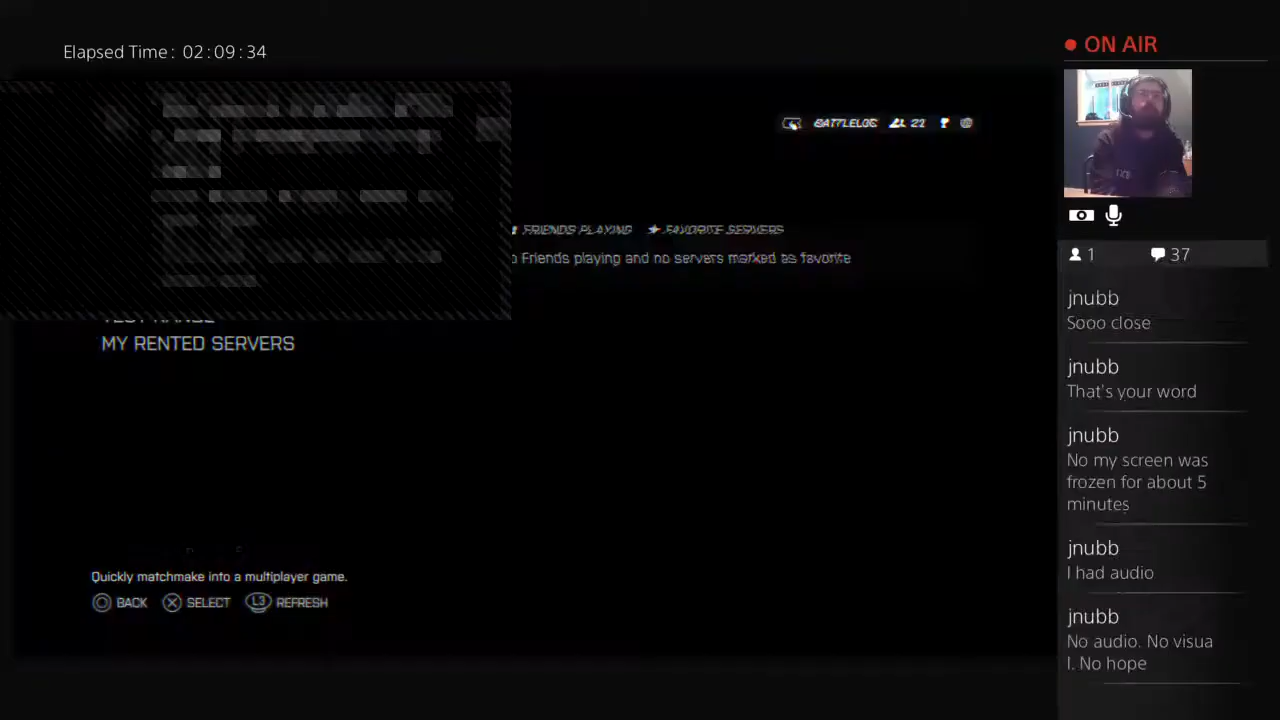 Elapsed Time: 02:09:34
ON AIR
BATTLELOG 22
FRIENDS PLAYING FAVORITE SERVERS
Friends playing and no servers marked as favorite
TEST RANGE
MY RENTED SERVERS
Quickly matchmake into a multiplayer game.
BACK SELECT L3 REFRESH
1 37
jnubb
Sooo close
jnubb
That's your word
jnubb
No my screen was
frozen for about 5
minutes
jnubb
I had audio
jnubb
No audio. No visua
l. No hope